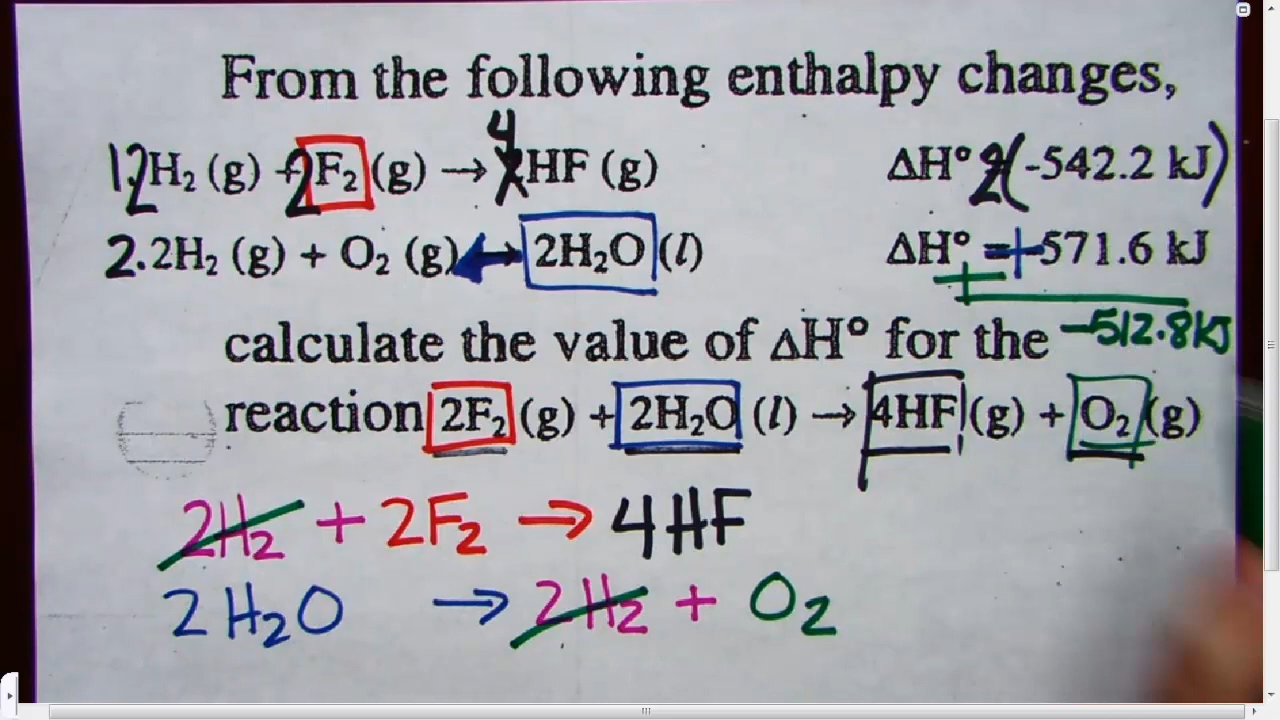 From the following enthalpy changes,
1. 2H₂ (g) + 2F₂ (g) → 4HF (g) ΔH° 2(-542.2 kJ)
2. 2H₂ (g) + O₂ (g) ↔ 2H₂O (l) ΔH° = +571.6 kJ
calculate the value of ΔH° for the -512.8 kJ
reaction 2F₂ (g) + 2H₂O (l) → 4HF (g) + O₂ (g)
2H₂ + 2F₂ → 4HF
2H₂O → 2H₂ + O₂